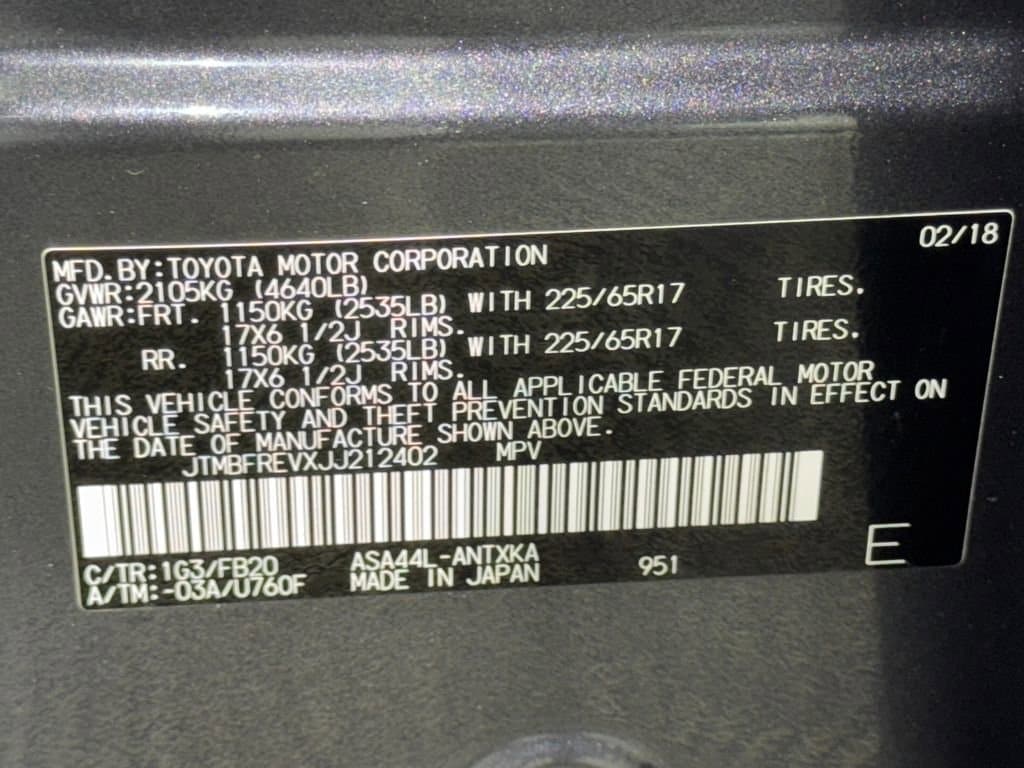 02/18
MFD.BY:TOYOTA MOTOR CORPORATION
GVWR:2105KG (4640LB)
GAWR:FRT. 1150KG (2535LB) WITH 225/65R17 TIRES.
17X6 1/2J RIMS.
RR. 1150KG (2535LB) WITH 225/65R17 TIRES.
17X6 1/2J RIMS.
THIS VEHICLE CONFORMS TO ALL APPLICABLE FEDERAL MOTOR
VEHICLE SAFETY AND THEFT PREVENTION STANDARDS IN EFFECT ON
THE DATE OF MANUFACTURE SHOWN ABOVE.
JTMBFREVXJJ212402 MPV
C/TR:1G3/FB20 ASA44L-ANTXKA 951 E
A/TM:-03A/U760F MADE IN JAPAN